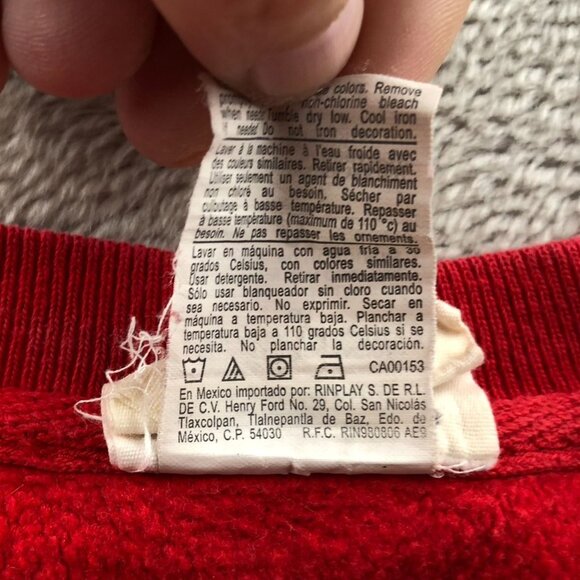 colors. Remove
non-chlorine bleach
when need Tumble dry low. Cool iron
needed Do not iron decoration.
Laver à la machine à l'eau froide avec
des couleurs similaires. Retirer rapidement.
Utiliser seulement un agent de blanchiment
non chloré au besoin. Sécher par
culbutage à basse température. Repasser
à basse température (maximum de 110 °c) au
besoin. Ne pas repasser les ornements.
Lavar en máquina con agua fría a 30
grados Celsius, con colores similares.
Usar detergente. Retirar inmediatamente.
Sólo usar blanqueador sin cloro cuando
sea necesario. No exprimir. Secar en
máquina a temperatura baja. Planchar a
temperatura baja a 110 grados Celsius si se
necesita. No planchar la decoración.
CA00153
En Mexico importado por: RINPLAY S. DE R.L.
DE C.V. Henry Ford No. 29, Col. San Nicolás
Tlaxcolpan, Tlalnepantla de Baz, Edo. de
México, C.P. 54030 R.F.C. RIN980806 AE9